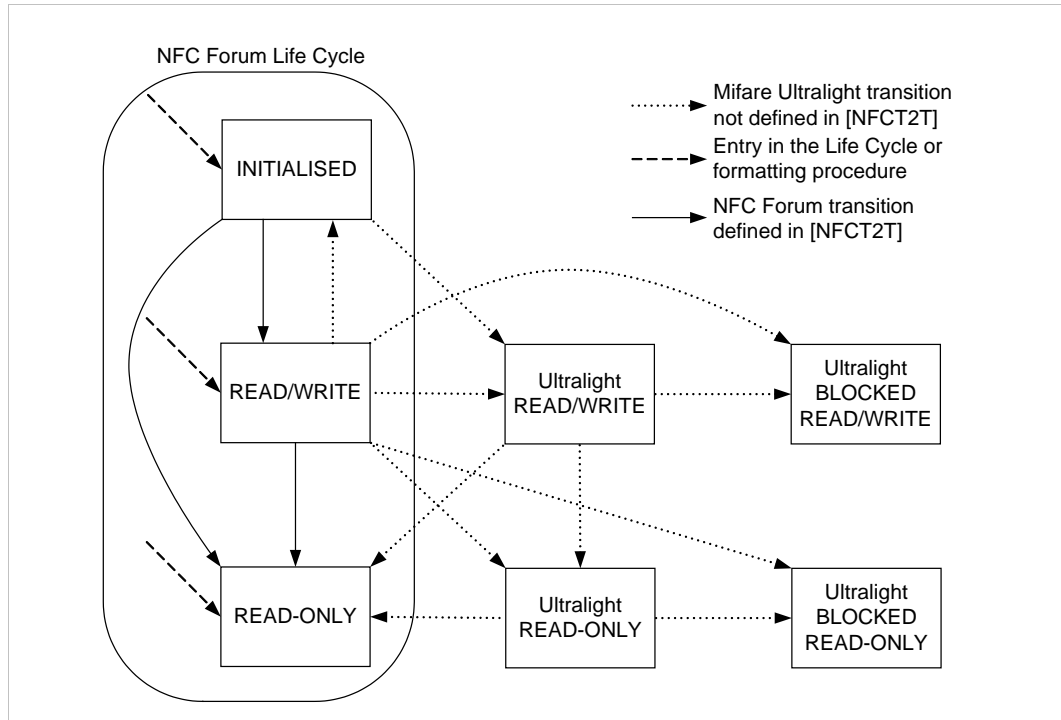 NFC Forum Life Cycle
Mifare Ultralight transition
not defined in [NFCT2T]
Entry in the Life Cycle or
formatting procedure
NFC Forum transition
defined in [NFCT2T]
INITIALISED
READ/WRITE
Ultralight
READ/WRITE
Ultralight
BLOCKED
READ/WRITE
READ-ONLY
Ultralight
READ-ONLY
Ultralight
BLOCKED
READ-ONLY